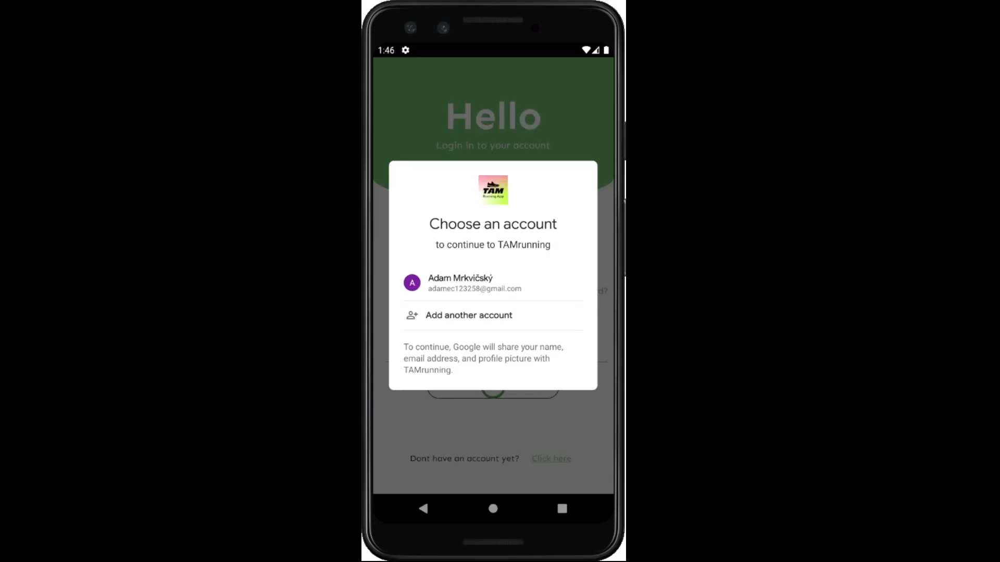 1:46
Hello
Login in to your account
TAM
Running App
Choose an account
to continue to TAMrunning
A
Adam Mrkvičský
adamec123258@gmail.com
d?
Add another account
To continue, Google will share your name,
email address, and profile picture with
TAMrunning.
Dont have an account yet? Click here